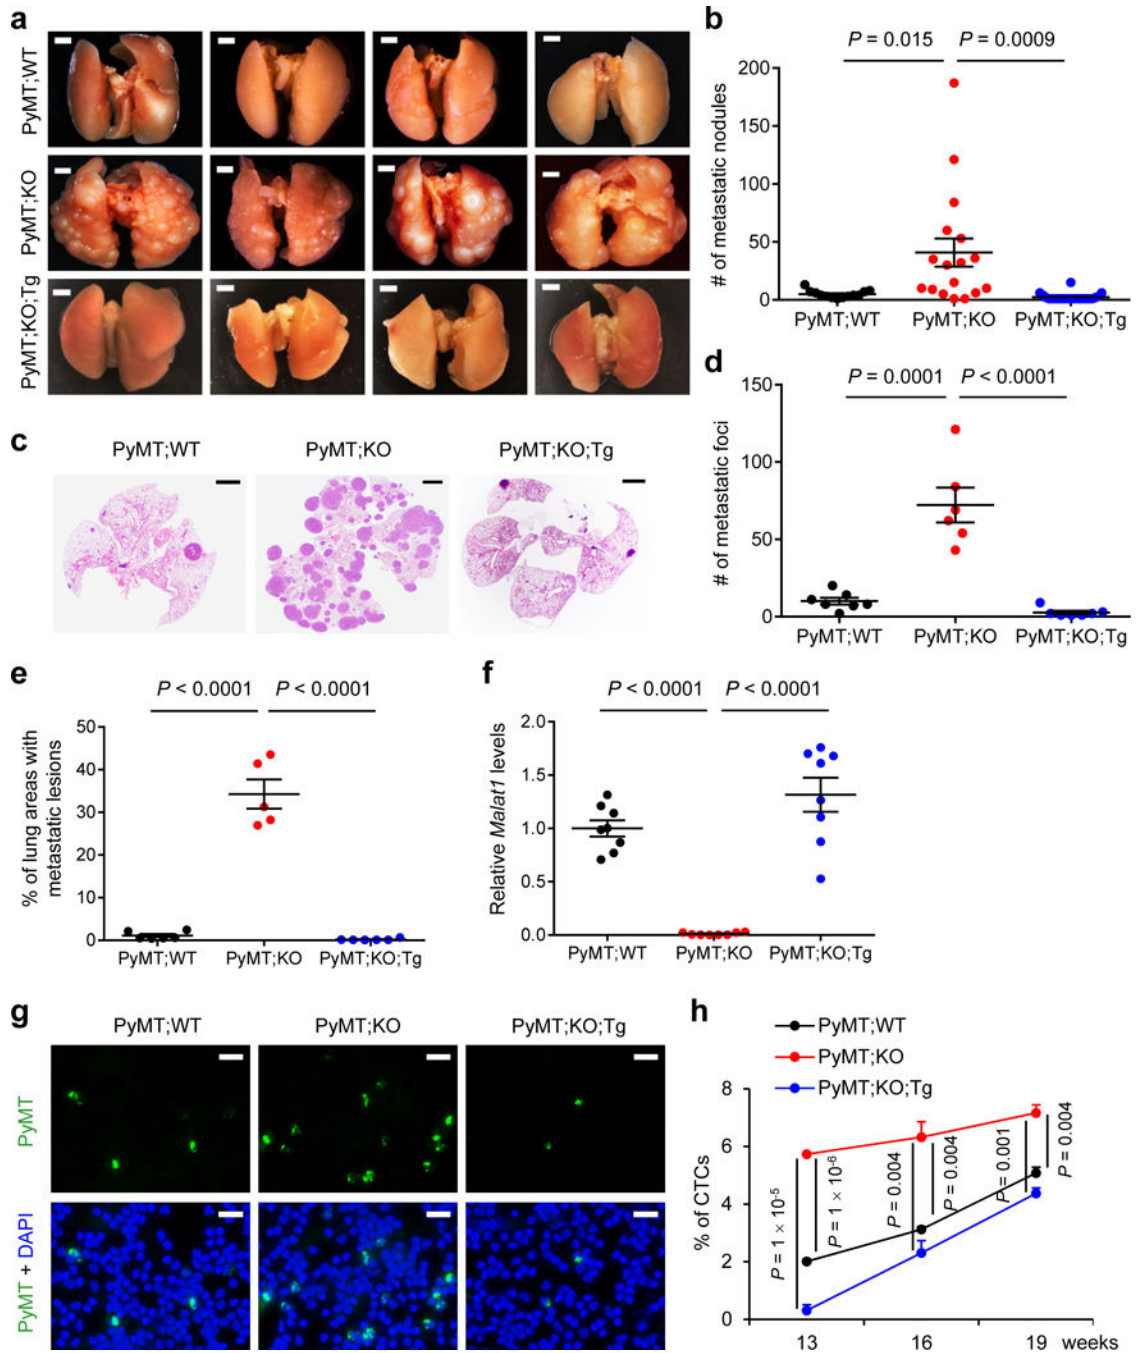 a
PyMT;WT
PyMT;KO
PyMT;KO;Tg
b
P = 0.015
P = 0.0009
# of metastatic nodules
200
150
100
50
0
PyMT;WT
PyMT;KO
PyMT;KO;Tg
c
PyMT;WT
PyMT;KO
PyMT;KO;Tg
d
P = 0.0001
P < 0.0001
# of metastatic foci
150
100
50
0
PyMT;WT
PyMT;KO
PyMT;KO;Tg
e
P < 0.0001
P < 0.0001
% of lung areas with
metastatic lesions
50
40
30
20
10
0
PyMT;WT
PyMT;KO
PyMT;KO;Tg
f
P < 0.0001
P < 0.0001
Relative Malat1 levels
2.0
1.5
1.0
0.5
0.0
PyMT;WT
PyMT;KO
PyMT;KO;Tg
g
PyMT;WT
PyMT;KO
PyMT;KO;Tg
PyMT
PyMT + DAPI
h
PyMT;WT
PyMT;KO
PyMT;KO;Tg
% of CTCs
8
6
4
2
0
P = 1 × 10-5
P = 1 × 10-6
P = 0.004
P = 0.004
P = 0.001
P = 0.004
13
16
19
weeks